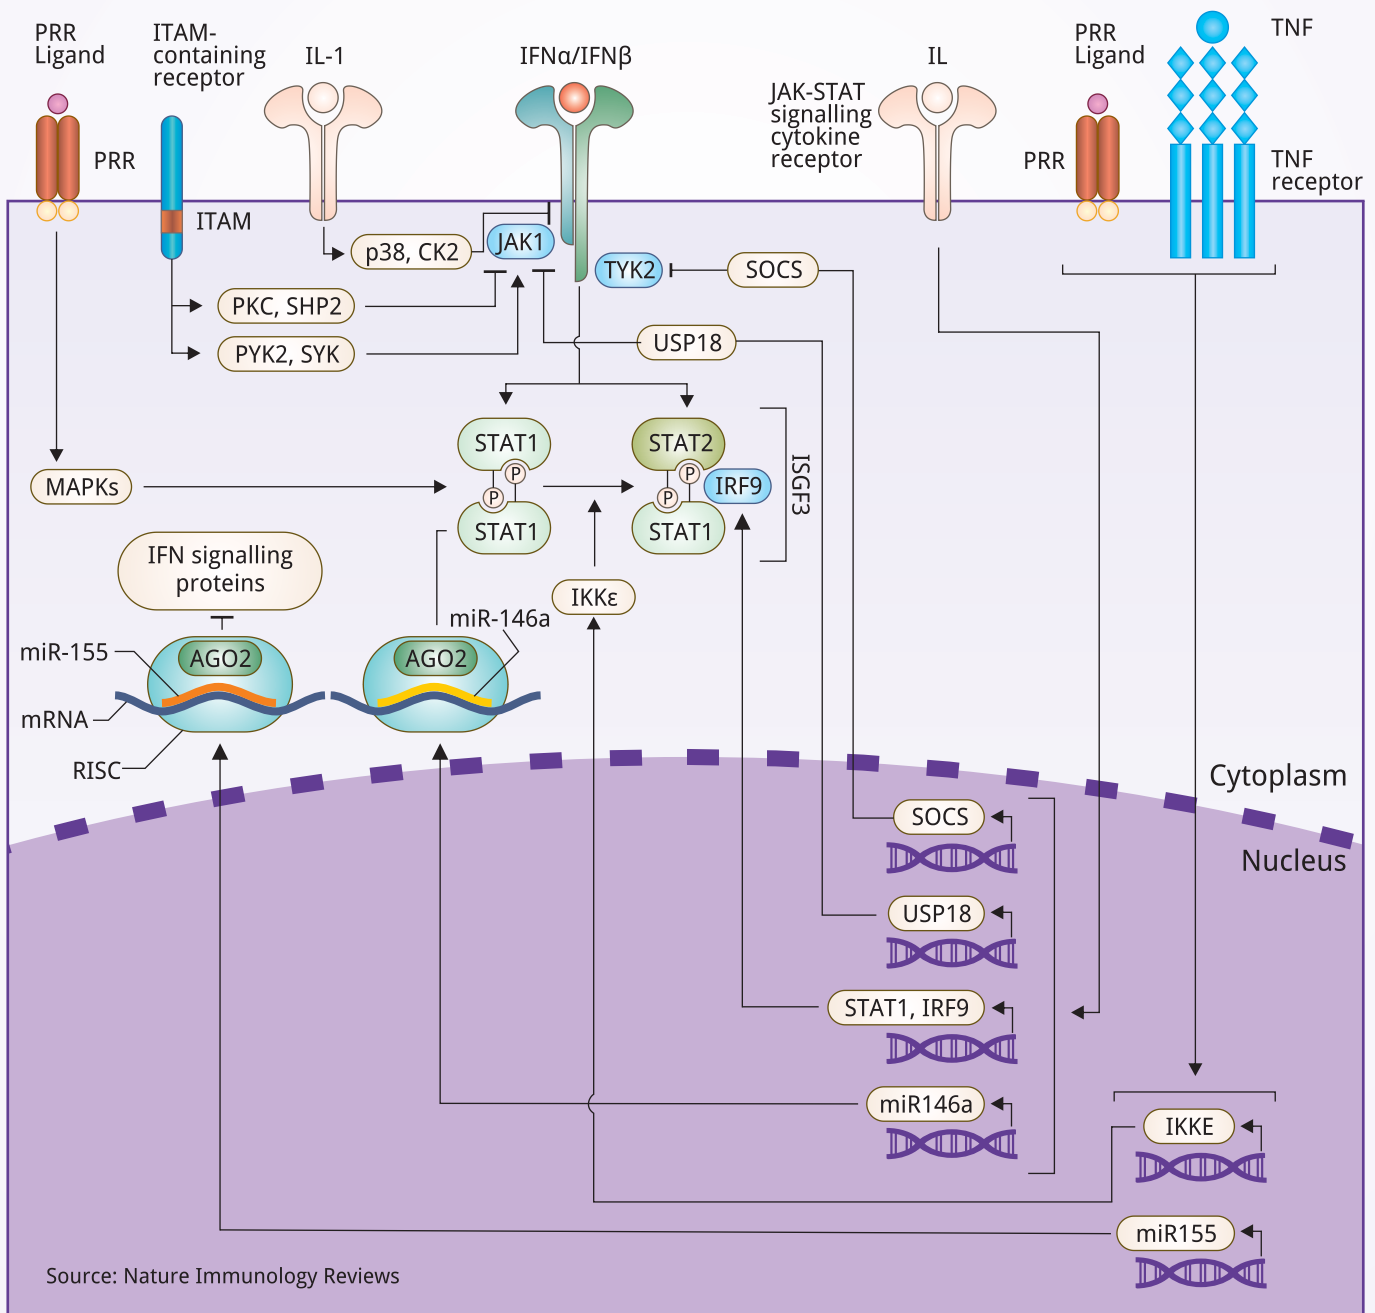 PRR
Ligand
ITAM-
containing
receptor
IL-1
IFNα/IFNβ
IL
PRR
Ligand
TNF
JAK-STAT
signalling
cytokine
receptor
PRR
PRR
TNF
receptor
ITAM
p38, CK2
JAK1
TYK2
SOCS
PKC, SHP2
PYK2, SYK
USP18
STAT1
P
P
STAT1
STAT2
P
P
STAT1
IRF9
ISGF3
MAPKs
IFN signalling
proteins
IKKε
miR-146a
miR-155
AGO2
AGO2
mRNA
RISC
Cytoplasm
Nucleus
SOCS
USP18
STAT1, IRF9
miR146a
IKKE
miR155
Source: Nature Immunology Reviews